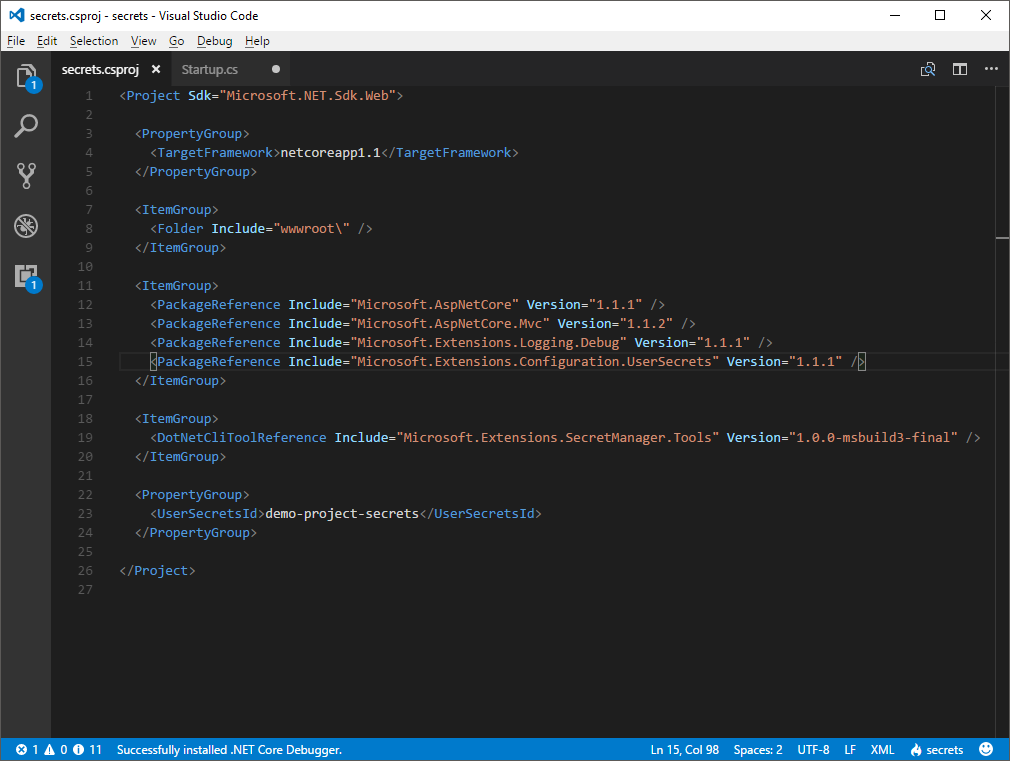 secrets.csproj - secrets - Visual Studio Code
File Edit Selection View Go Debug Help
secrets.csproj Startup.cs
1 <Project Sdk="Microsoft.NET.Sdk.Web">
2
3 <PropertyGroup>
4 <TargetFramework>netcoreapp1.1</TargetFramework>
5 </PropertyGroup>
6
7 <ItemGroup>
8 <Folder Include="wwwroot\" />
9 </ItemGroup>
10
11 <ItemGroup>
12 <PackageReference Include="Microsoft.AspNetCore" Version="1.1.1" />
13 <PackageReference Include="Microsoft.AspNetCore.Mvc" Version="1.1.2" />
14 <PackageReference Include="Microsoft.Extensions.Logging.Debug" Version="1.1.1" />
15 <PackageReference Include="Microsoft.Extensions.Configuration.UserSecrets" Version="1.1.1" />
16 </ItemGroup>
17
18 <ItemGroup>
19 <DotNetCliToolReference Include="Microsoft.Extensions.SecretManager.Tools" Version="1.0.0-msbuild3-final" />
20 </ItemGroup>
21
22 <PropertyGroup>
23 <UserSecretsId>demo-project-secrets</UserSecretsId>
24 </PropertyGroup>
25
26 </Project>
27
1
1
1 0 11 Successfully installed .NET Core Debugger. Ln 15, Col 98 Spaces: 2 UTF-8 LF XML secrets